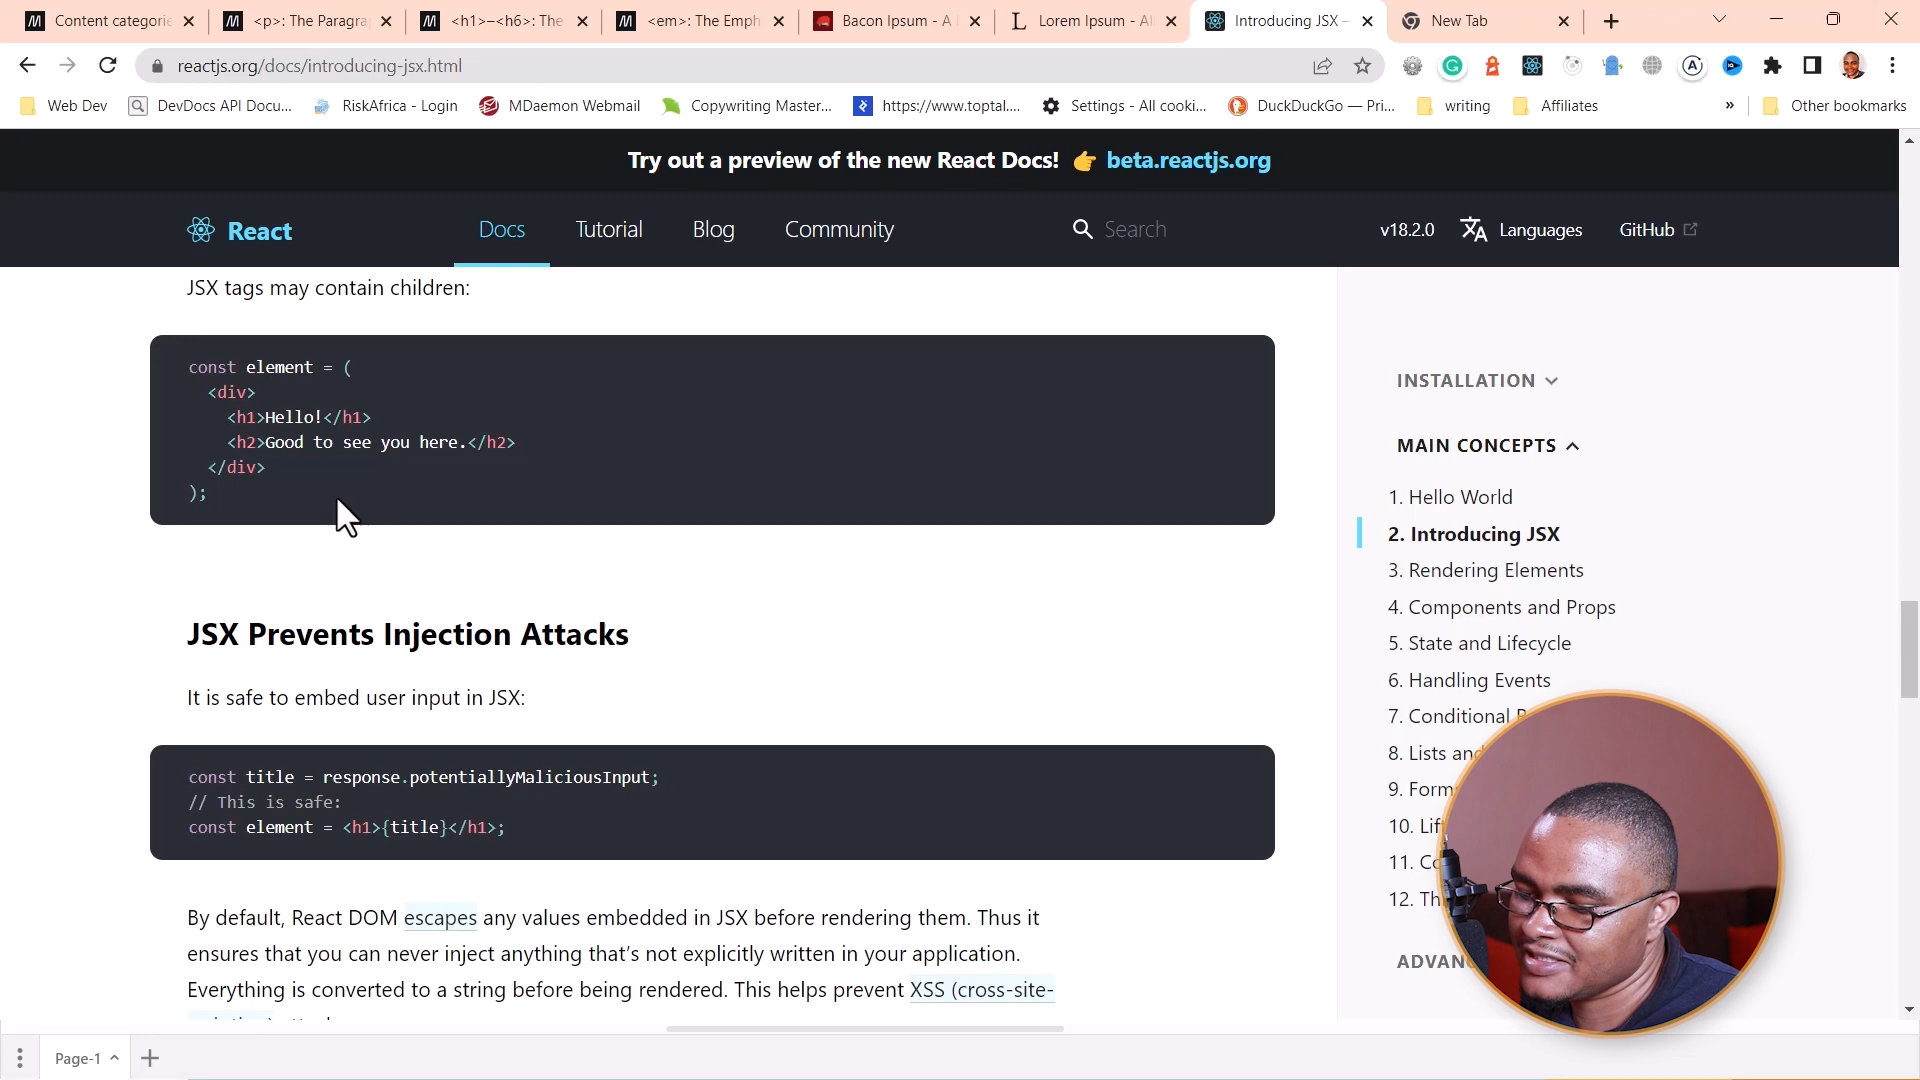 Content categorie
<p>: The Paragra
<h1>–<h6>: The
<em>: The Emph
Bacon Ipsum - A
Lorem Ipsum - Al
Introducing JSX –
New Tab
reactjs.org/docs/introducing-jsx.html
Web Dev
DevDocs API Docu...
RiskAfrica - Login
MDaemon Webmail
Copywriting Master...
https://www.toptal....
Settings - All cooki...
DuckDuckGo — Pri...
writing
Affiliates
»
Other bookmarks
Try out a preview of the new React Docs! 👉 beta.reactjs.org
React
Docs
Tutorial
Blog
Community
Search
v18.2.0
Languages
GitHub
JSX tags may contain children:
const element = (
<div>
<h1>Hello!</h1>
<h2>Good to see you here.</h2>
</div>
);
JSX Prevents Injection Attacks
It is safe to embed user input in JSX:
const title = response.potentiallyMaliciousInput;
// This is safe:
const element = <h1>{title}</h1>;
By default, React DOM escapes any values embedded in JSX before rendering them. Thus it
ensures that you can never inject anything that's not explicitly written in your application.
Everything is converted to a string before being rendered. This helps prevent XSS (cross-site-
INSTALLATION
MAIN CONCEPTS
1. Hello World
2. Introducing JSX
3. Rendering Elements
4. Components and Props
5. State and Lifecycle
6. Handling Events
7. Conditional
8. Lists and
9. Form
10. Lif
11. Co
12. Th
ADVAN
Page-1